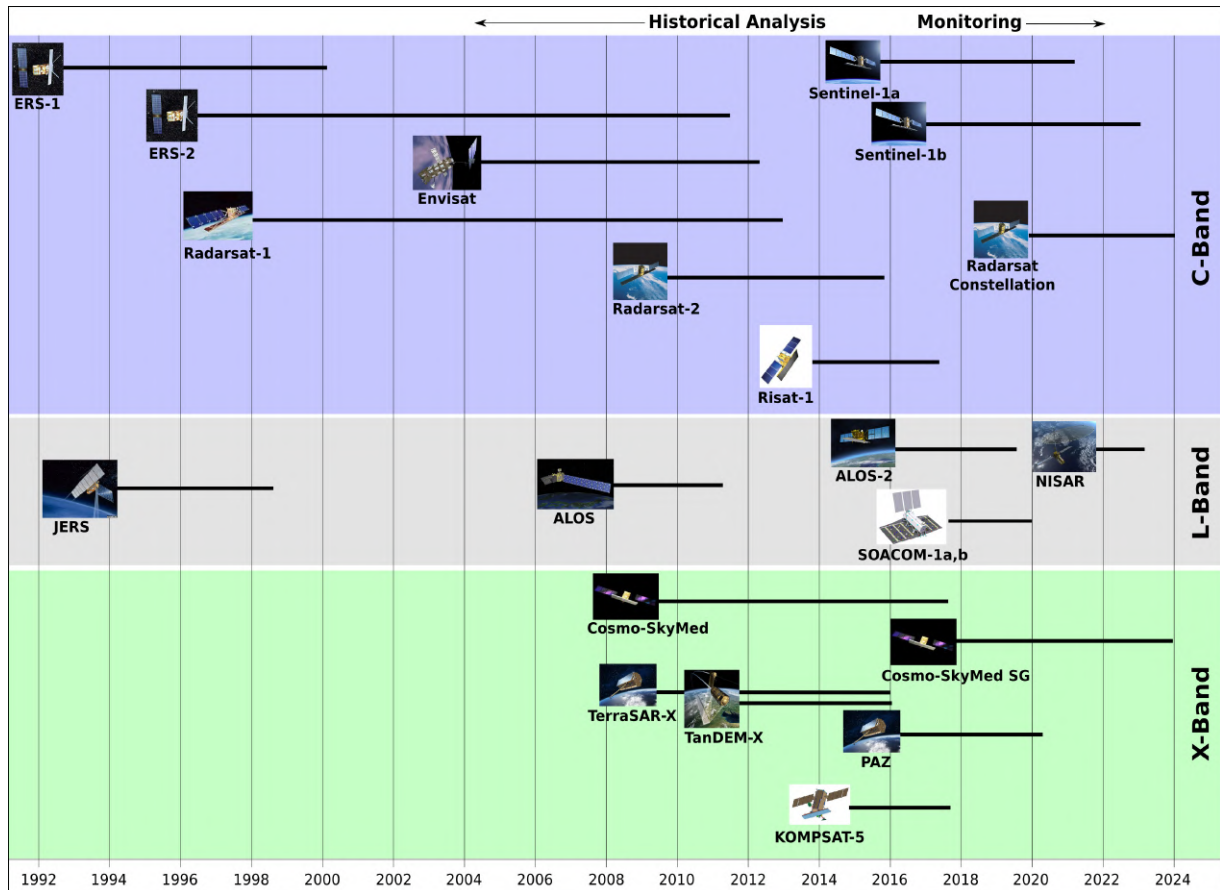 Historical Analysis Monitoring
ERS-1
Sentinel-1a
ERS-2
Sentinel-1b
Envisat
Radarsat-1
Radarsat
Constellation
Radarsat-2
Risat-1
C-Band
ALOS-2
NISAR
JERS
ALOS
SOACOM-1a,b
L-Band
Cosmo-SkyMed
Cosmo-SkyMed SG
TerraSAR-X
TanDEM-X
PAZ
KOMPSAT-5
X-Band
1992 1994 1996 1998 2000 2002 2004 2006 2008 2010 2012 2014 2016 2018 2020 2022 2024